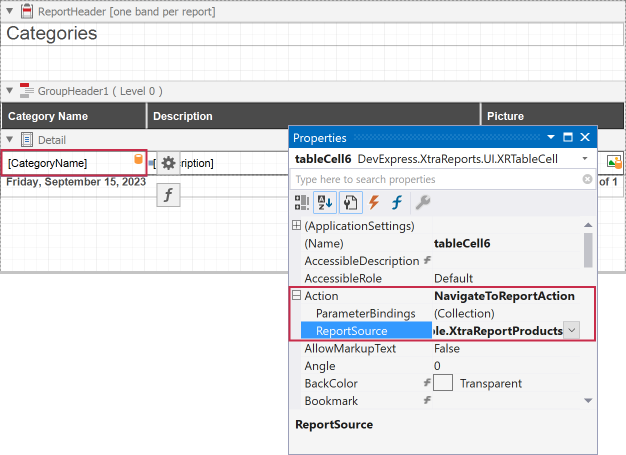 ReportHeader [one band per report]
Categories
GroupHeader1 ( Level 0 )
Category Name Description Picture
Detail
[CategoryName] ription]
Friday, September 15, 2023 of 1
Properties
tableCell6 DevExpress.XtraReports.UI.XRTableCell
Type here to search properties
(ApplicationSettings)
(Name) tableCell6
AccessibleDescription
AccessibleRole Default
Action NavigateToReportAction
ParameterBindings (Collection)
ReportSource le.XtraReportProducts
AllowMarkupText False
Angle 0
BackColor Transparent
Bookmark
ReportSource